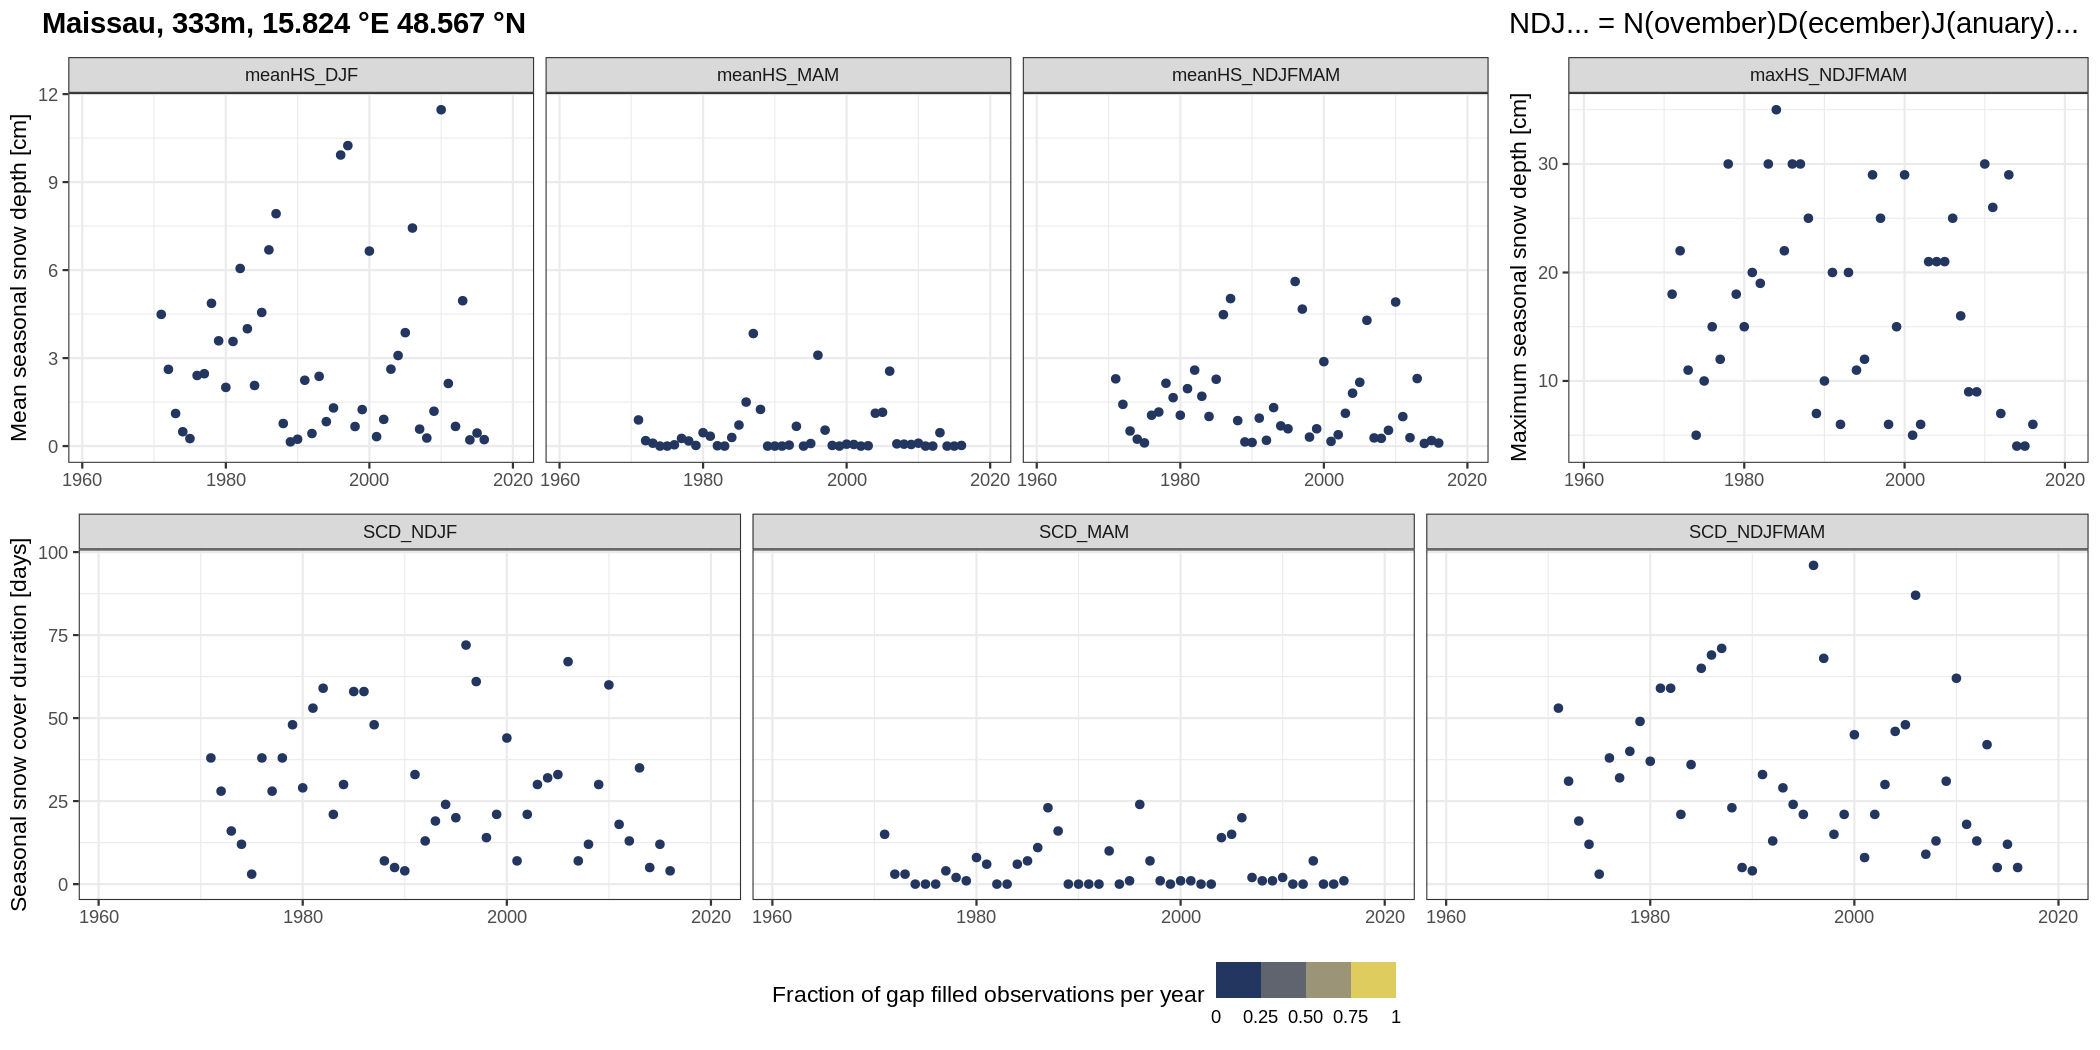 Maissau, 333m, 15.824 °E 48.567 °N
NDJ... = N(ovember)D(ecember)J(anuary)...
meanHS_DJF
meanHS_MAM
meanHS_NDJFMAM
maxHS_NDJFMAM
Mean seasonal snow depth [cm]
12
9
6
3
0
1960 1980 2000 2020
1960 1980 2000 2020
1960 1980 2000 2020
Maximum seasonal snow depth [cm]
30
20
10
1960 1980 2000 2020
SCD_NDJF
SCD_MAM
SCD_NDJFMAM
Seasonal snow cover duration [days]
100
75
50
25
0
1960 1980 2000 2020
1960 1980 2000 2020
1960 1980 2000 2020
Fraction of gap filled observations per year
0 0.25 0.50 0.75 1